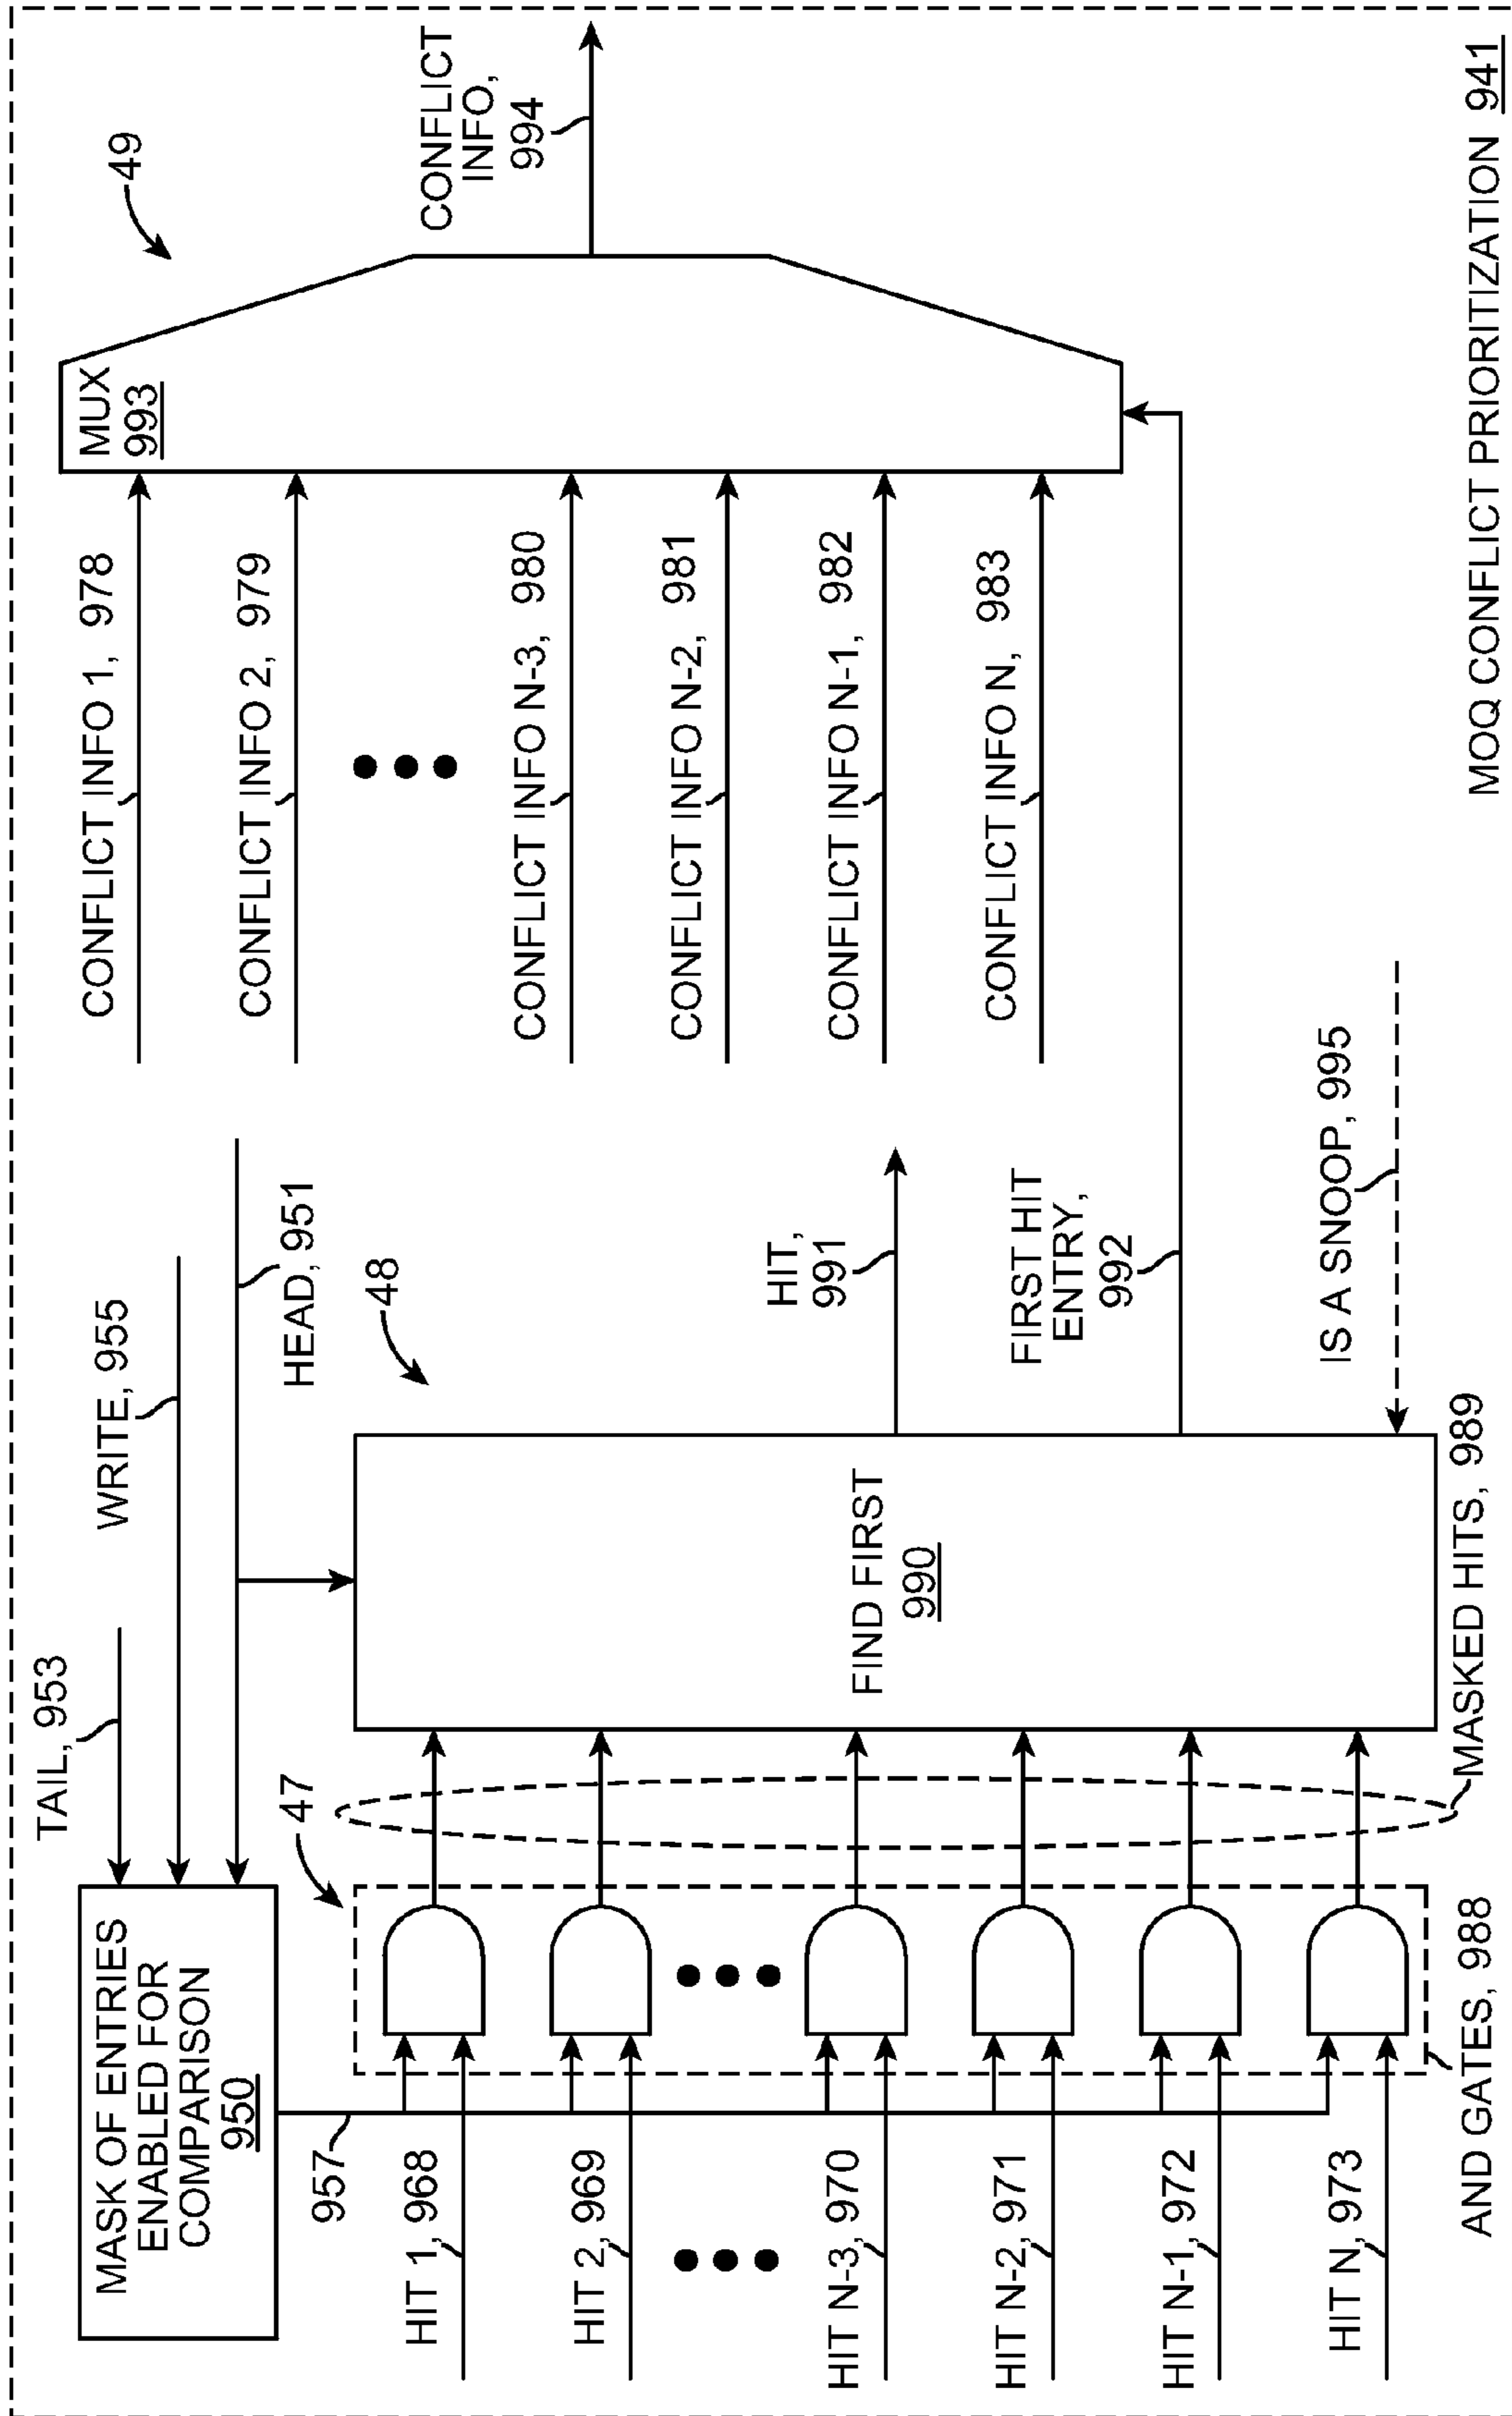 TAIL, 953
WRITE, 955
HEAD, 951
MASK OF ENTRIES
ENABLED FOR
COMPARISON
950
957
47
48
49
HIT 1, 968
HIT 2, 969
HIT N-3, 970
HIT N-2, 971
HIT N-1, 972
HIT N, 973
AND GATES, 988
MASKED HITS, 989
FIND FIRST
990
HIT,
991
FIRST HIT
ENTRY,
992
IS A SNOOP, 995
CONFLICT INFO 1, 978
CONFLICT INFO 2, 979
CONFLICT INFO N-3, 980
CONFLICT INFO N-2, 981
CONFLICT INFO N-1, 982
CONFLICT INFO N, 983
MUX
993
CONFLICT
INFO,
994
MOQ CONFLICT PRIORITIZATION 941